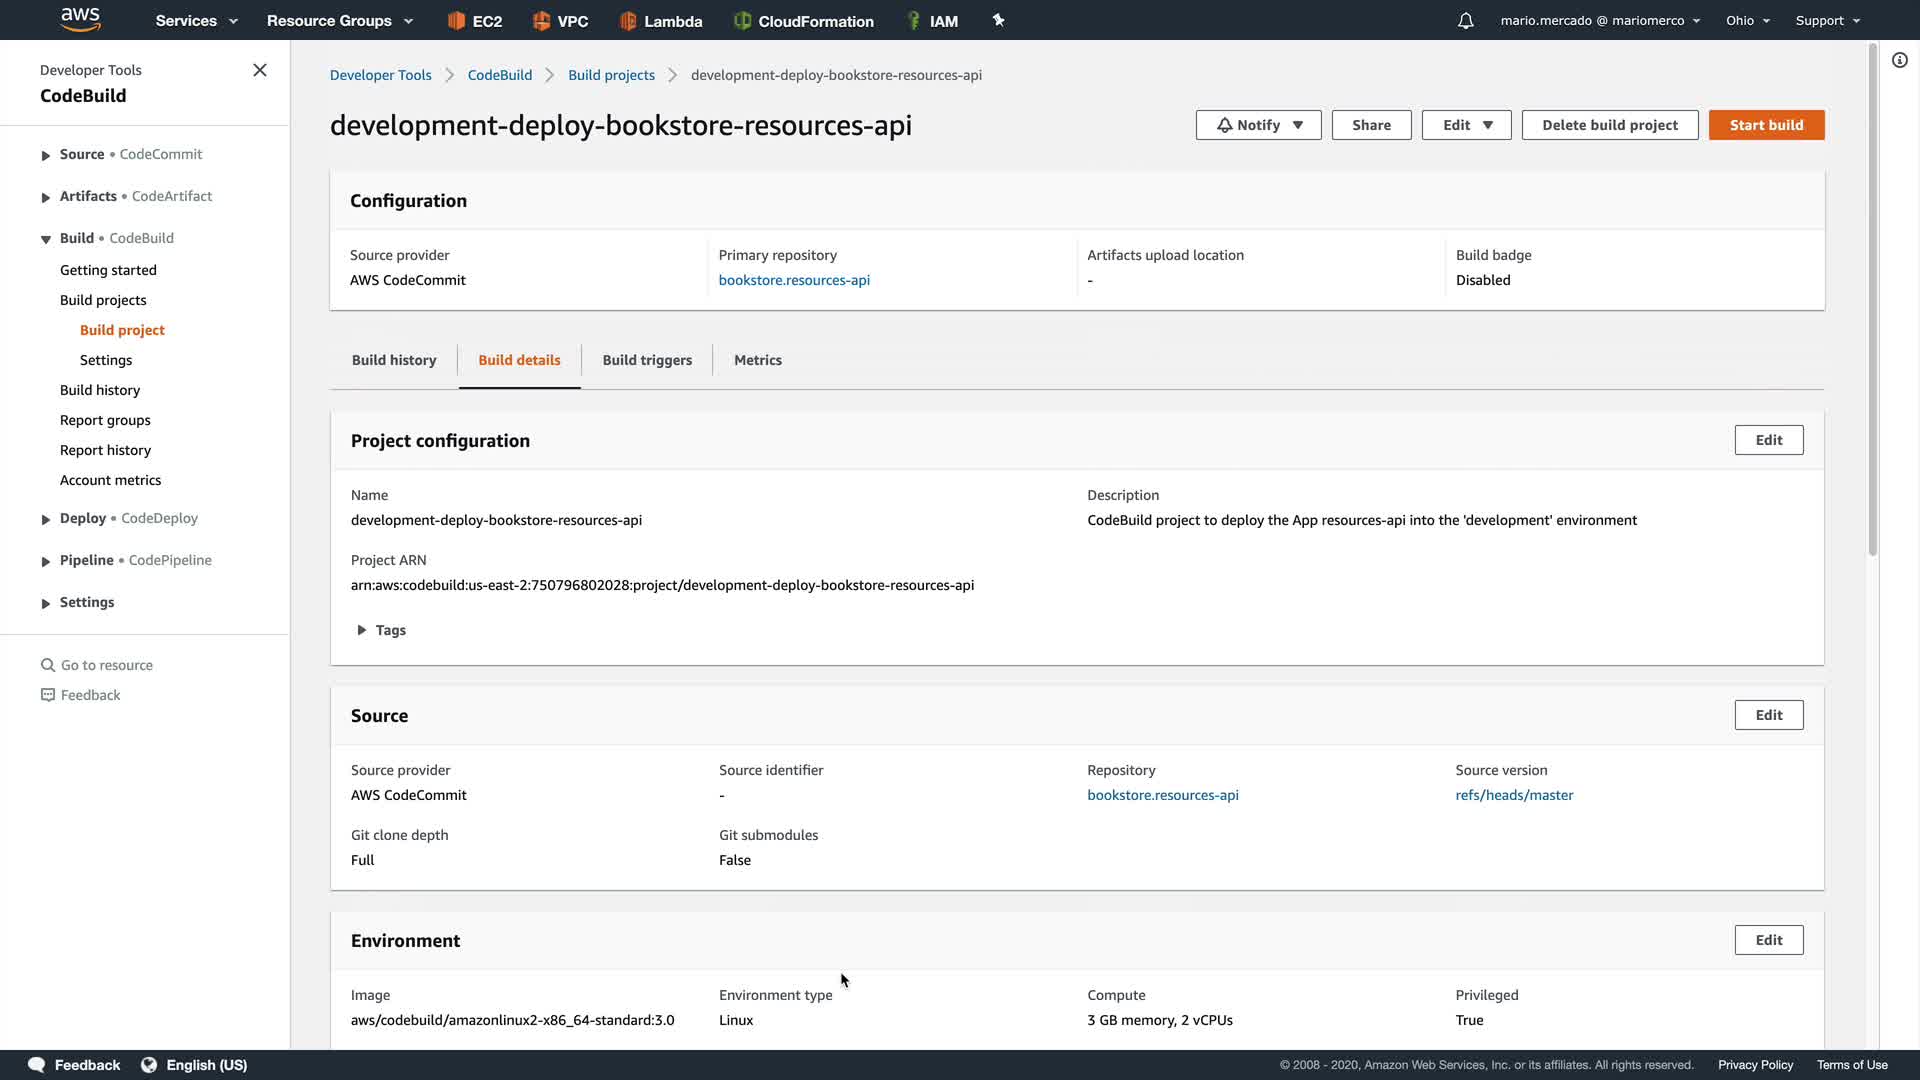 aws Services Resource Groups EC2 VPC Lambda CloudFormation IAM mario.mercado @ mariomerco Ohio Support
Developer Tools
CodeBuild
Source • CodeCommit
Artifacts • CodeArtifact
Build • CodeBuild
Getting started
Build projects
Build project
Settings
Build history
Report groups
Report history
Account metrics
Deploy • CodeDeploy
Pipeline • CodePipeline
Settings
Go to resource
Feedback
Developer Tools CodeBuild Build projects development-deploy-bookstore-resources-api
development-deploy-bookstore-resources-api Notify Share Edit Delete build project Start build
Configuration
Source provider Primary repository Artifacts upload location Build badge
AWS CodeCommit bookstore.resources-api - Disabled
Build history Build details Build triggers Metrics
Project configuration Edit
Name Description
development-deploy-bookstore-resources-api CodeBuild project to deploy the App resources-api into the 'development' environment
Project ARN
arn:aws:codebuild:us-east-2:750796802028:project/development-deploy-bookstore-resources-api
Tags
Source Edit
Source provider Source identifier Repository Source version
AWS CodeCommit - bookstore.resources-api refs/heads/master
Git clone depth Git submodules
Full False
Environment Edit
Image Environment type Compute Privileged
aws/codebuild/amazonlinux2-x86_64-standard:3.0 Linux 3 GB memory, 2 vCPUs True
Feedback English (US) © 2008 - 2020, Amazon Web Services, Inc. or its affiliates. All rights reserved. Privacy Policy Terms of Use